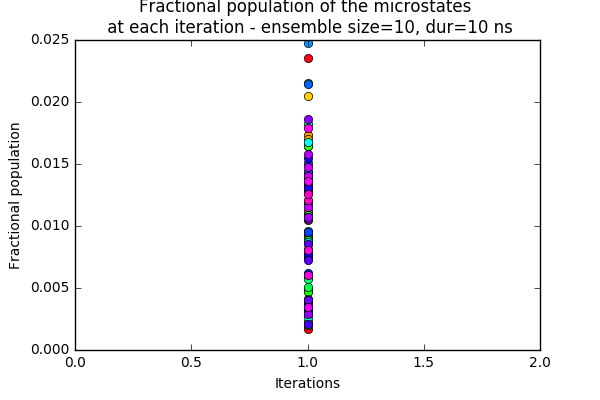 Fractional population of the microstates
at each iteration - ensemble size=10, dur=10 ns
0.025
0.020
0.015
0.010
0.005
0.000
Fractional population
0.0 0.5 1.0 1.5 2.0
Iterations